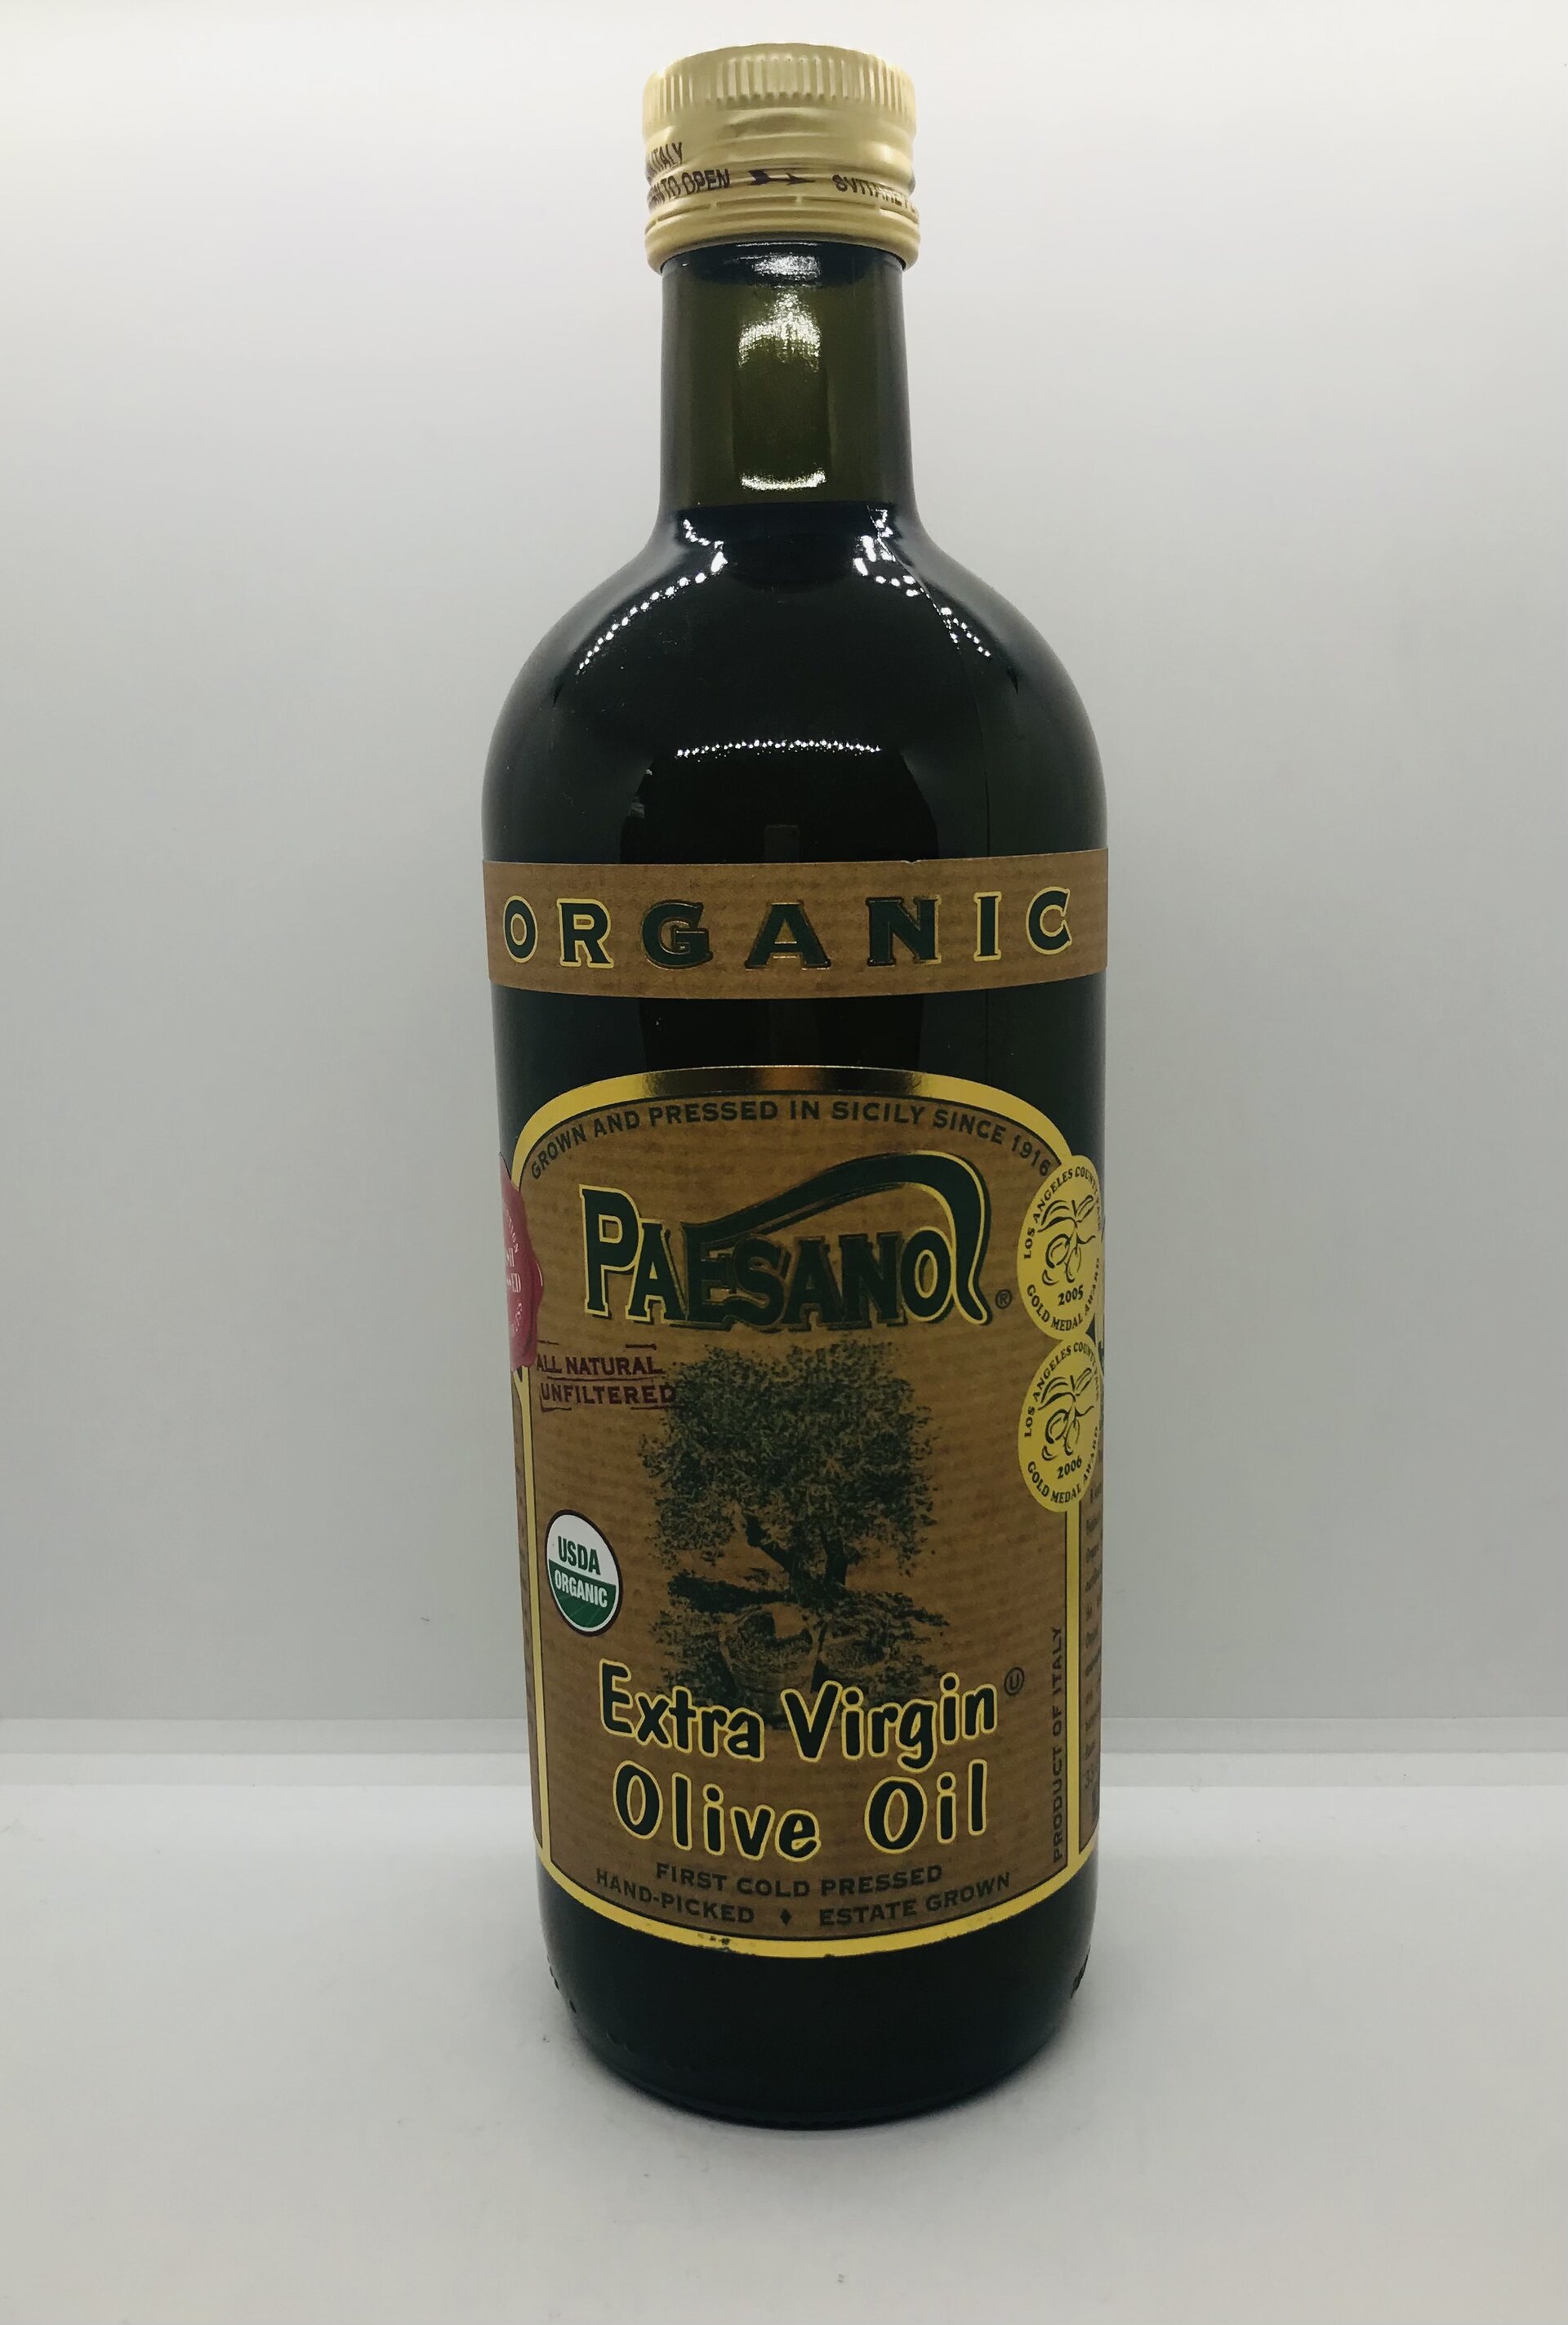 ITALY
TO OPEN
ORGANIC
GROWN AND PRESSED IN SICILY SINCE 1916
PAESANO®
LOS ANGELES COUNTY
2005
GOLD MEDAL AWARD
ALL NATURAL
UNFILTERED
LOS ANGELES COUNTY
2006
GOLD MEDAL AWARD
USDA
ORGANIC
Extra Virgin Ⓤ
Olive Oil
PRODUCT OF ITALY
FIRST COLD PRESSED
HAND-PICKED ♦ ESTATE GROWN